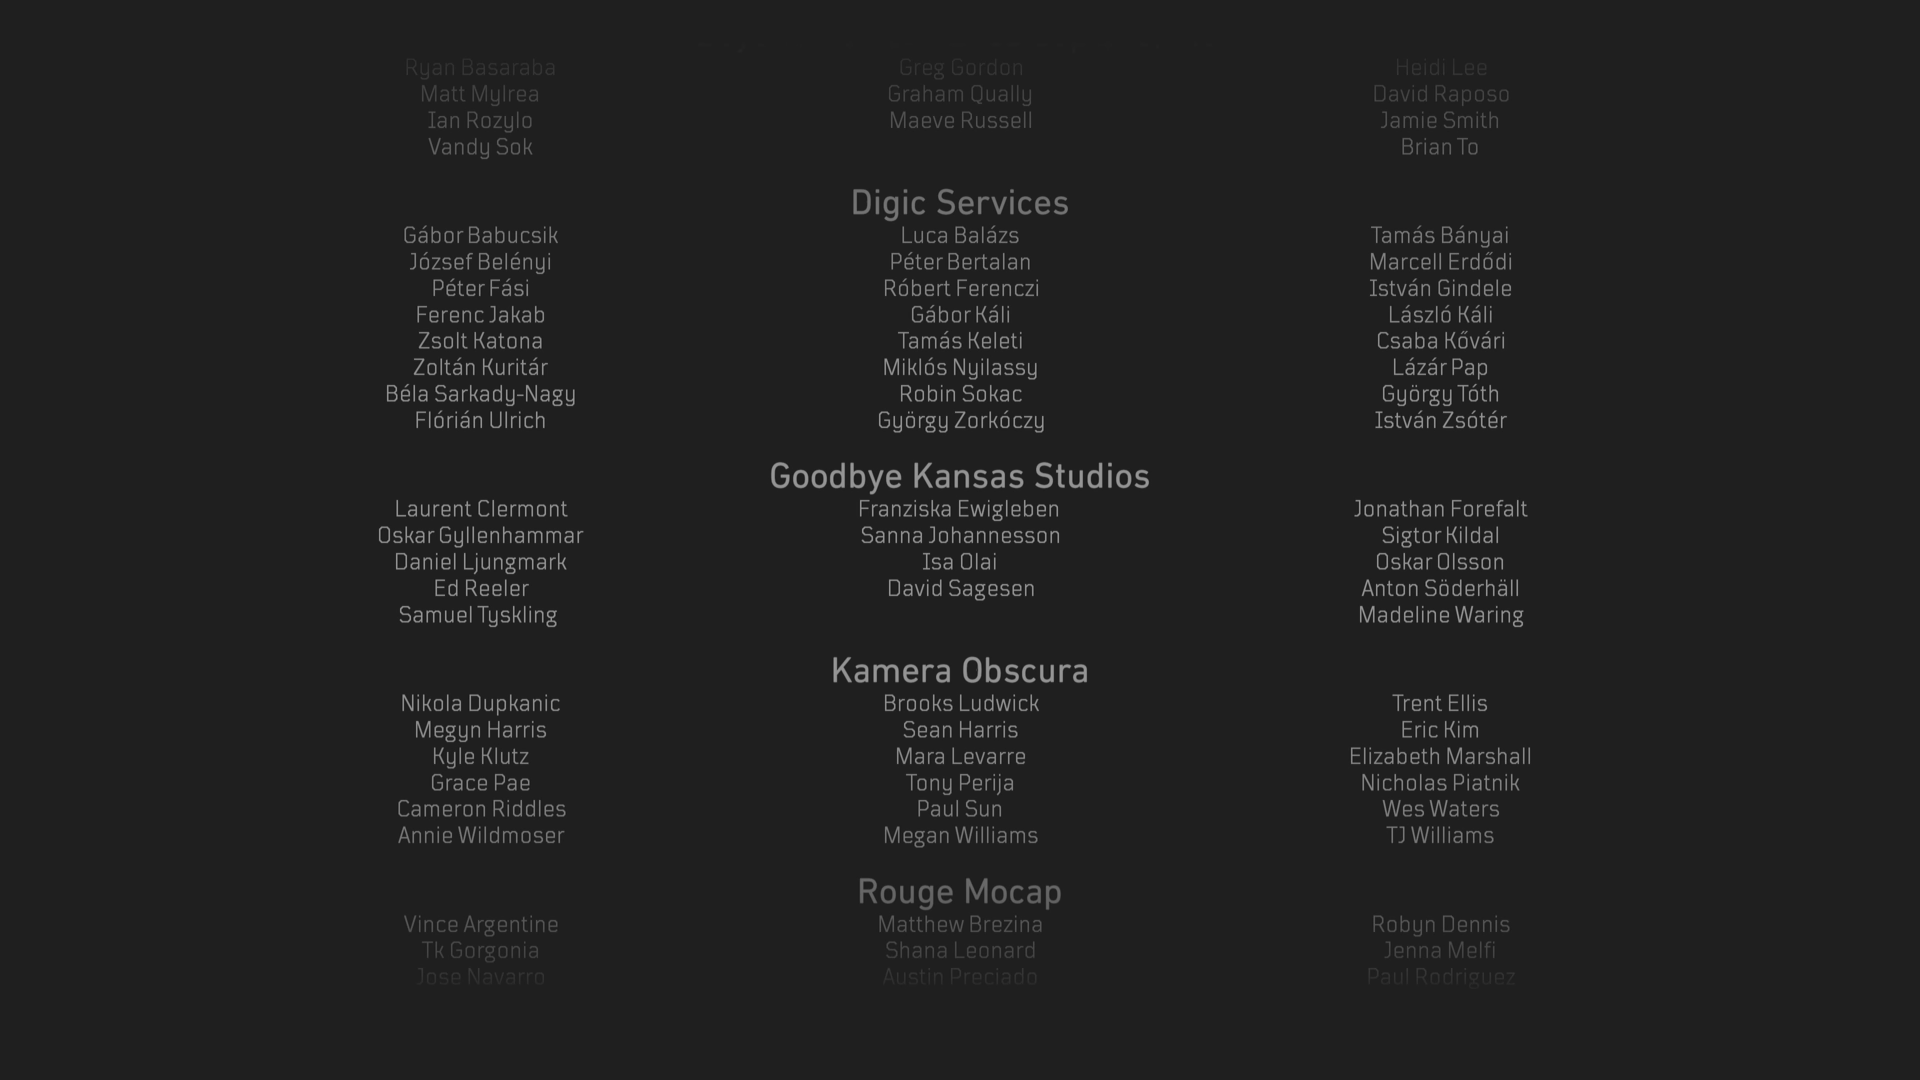 Ryan Basaraba Greg Gordon Heidi Lee
Matt Mylrea Graham Qually David Raposo
Ian Rozylo Maeve Russell Jamie Smith
Vandy Sok Brian To
Digic Services
Gábor Babucsik Luca Balázs Tamás Bányai
József Belényi Péter Bertalan Marcell Erdődi
Péter Fási Róbert Ferenczi István Gindele
Ferenc Jakab Gábor Káli László Káli
Zsolt Katona Tamás Keleti Csaba Kővári
Zoltán Kuritár Miklós Nyilassy Lázár Pap
Béla Sarkady-Nagy Robin Sokac György Tóth
Flórián Ulrich György Zorkóczy István Zsótér
Goodbye Kansas Studios
Laurent Clermont Franziska Ewigleben Jonathan Forefalt
Oskar Gyllenhammar Sanna Johannesson Sigtor Kildal
Daniel Ljungmark Isa Olai Oskar Olsson
Ed Reeler David Sagesen Anton Söderhäll
Samuel Tyskling Madeline Waring
Kamera Obscura
Nikola Dupkanic Brooks Ludwick Trent Ellis
Megyn Harris Sean Harris Eric Kim
Kyle Klutz Mara Levarre Elizabeth Marshall
Grace Pae Tony Perija Nicholas Piatnik
Cameron Riddles Paul Sun Wes Waters
Annie Wildmoser Megan Williams TJ Williams
Rouge Mocap
Vince Argentine Matthew Brezina Robyn Dennis
Tk Gorgonia Shana Leonard Jenna Melfi
Jose Navarro Austin Preciado Paul Rodriguez